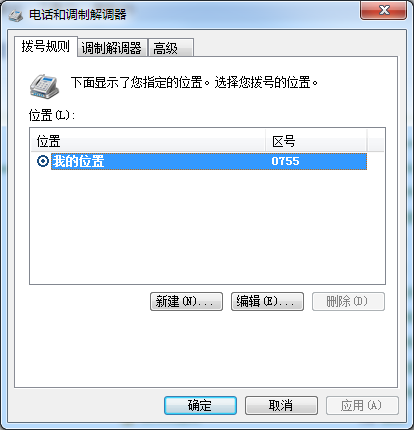 电话和调制解调器
拨号规则 调制解调器 高级
下面显示了您指定的位置。选择您拨号的位置。
位置(L):
位置 区号
我的位置 0755
新建(N)... 编辑(E)... 删除(D)
确定 取消 应用(A)